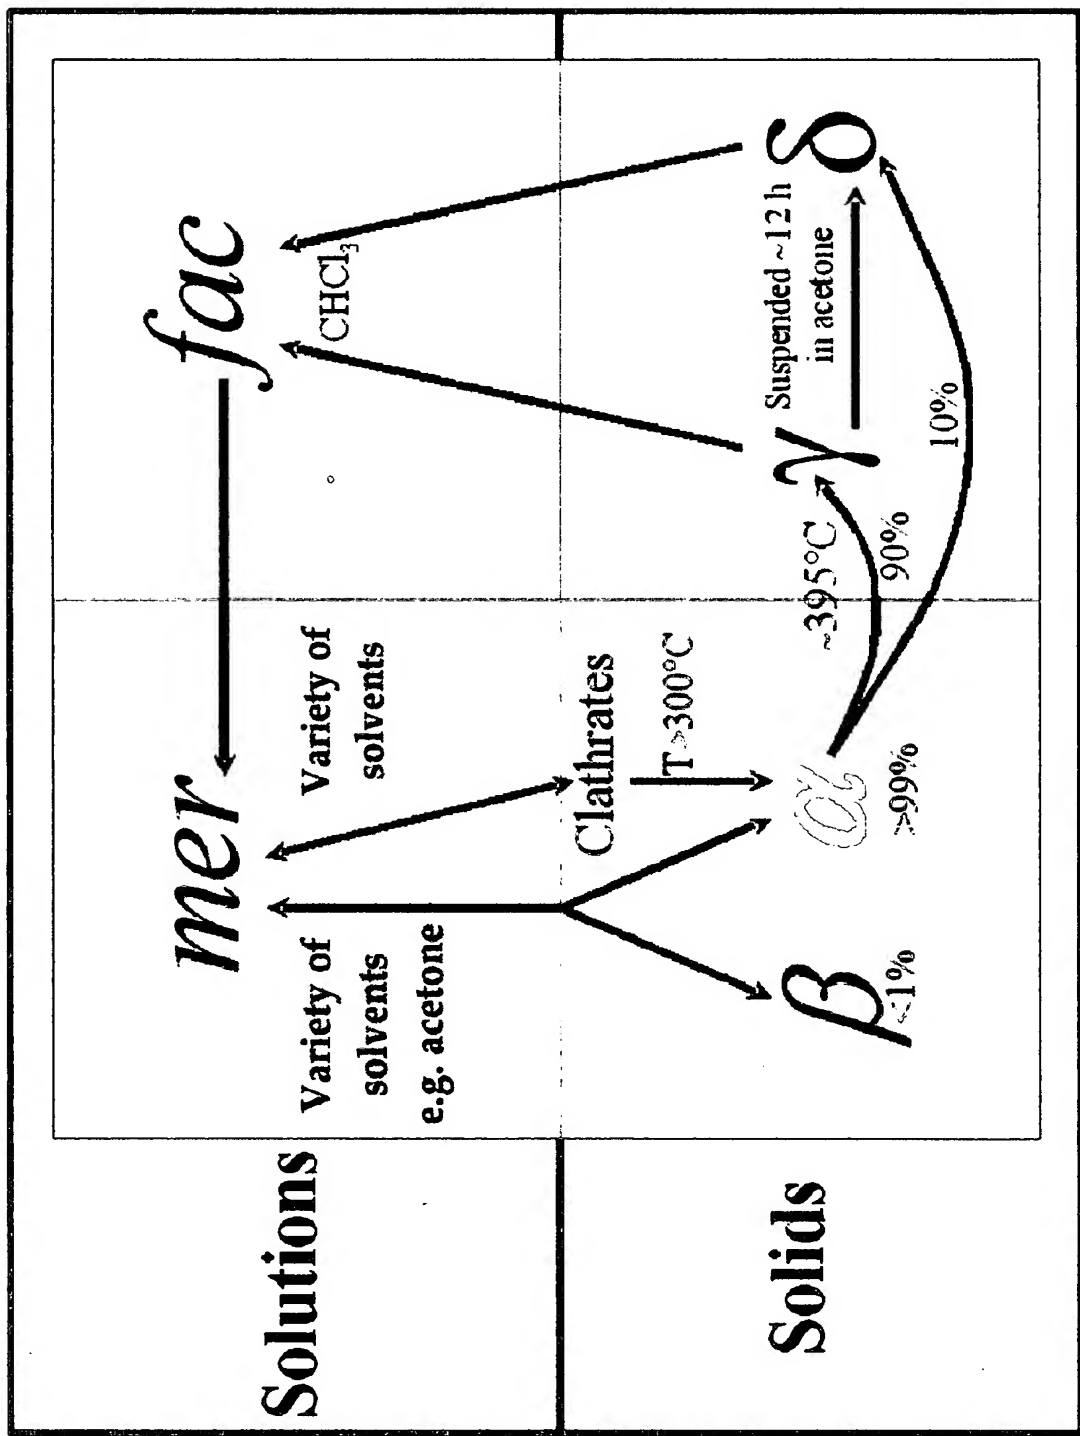 Solutions
mer
fac
Variety of
solvents
e.g. acetone
Variety of
solvents
CHCl₃
Solids
Clathrates
T>300°C
β
<1%
α
>99%
~395°C
90%
γ
10%
Suspended ~12 h
in acetone
δ